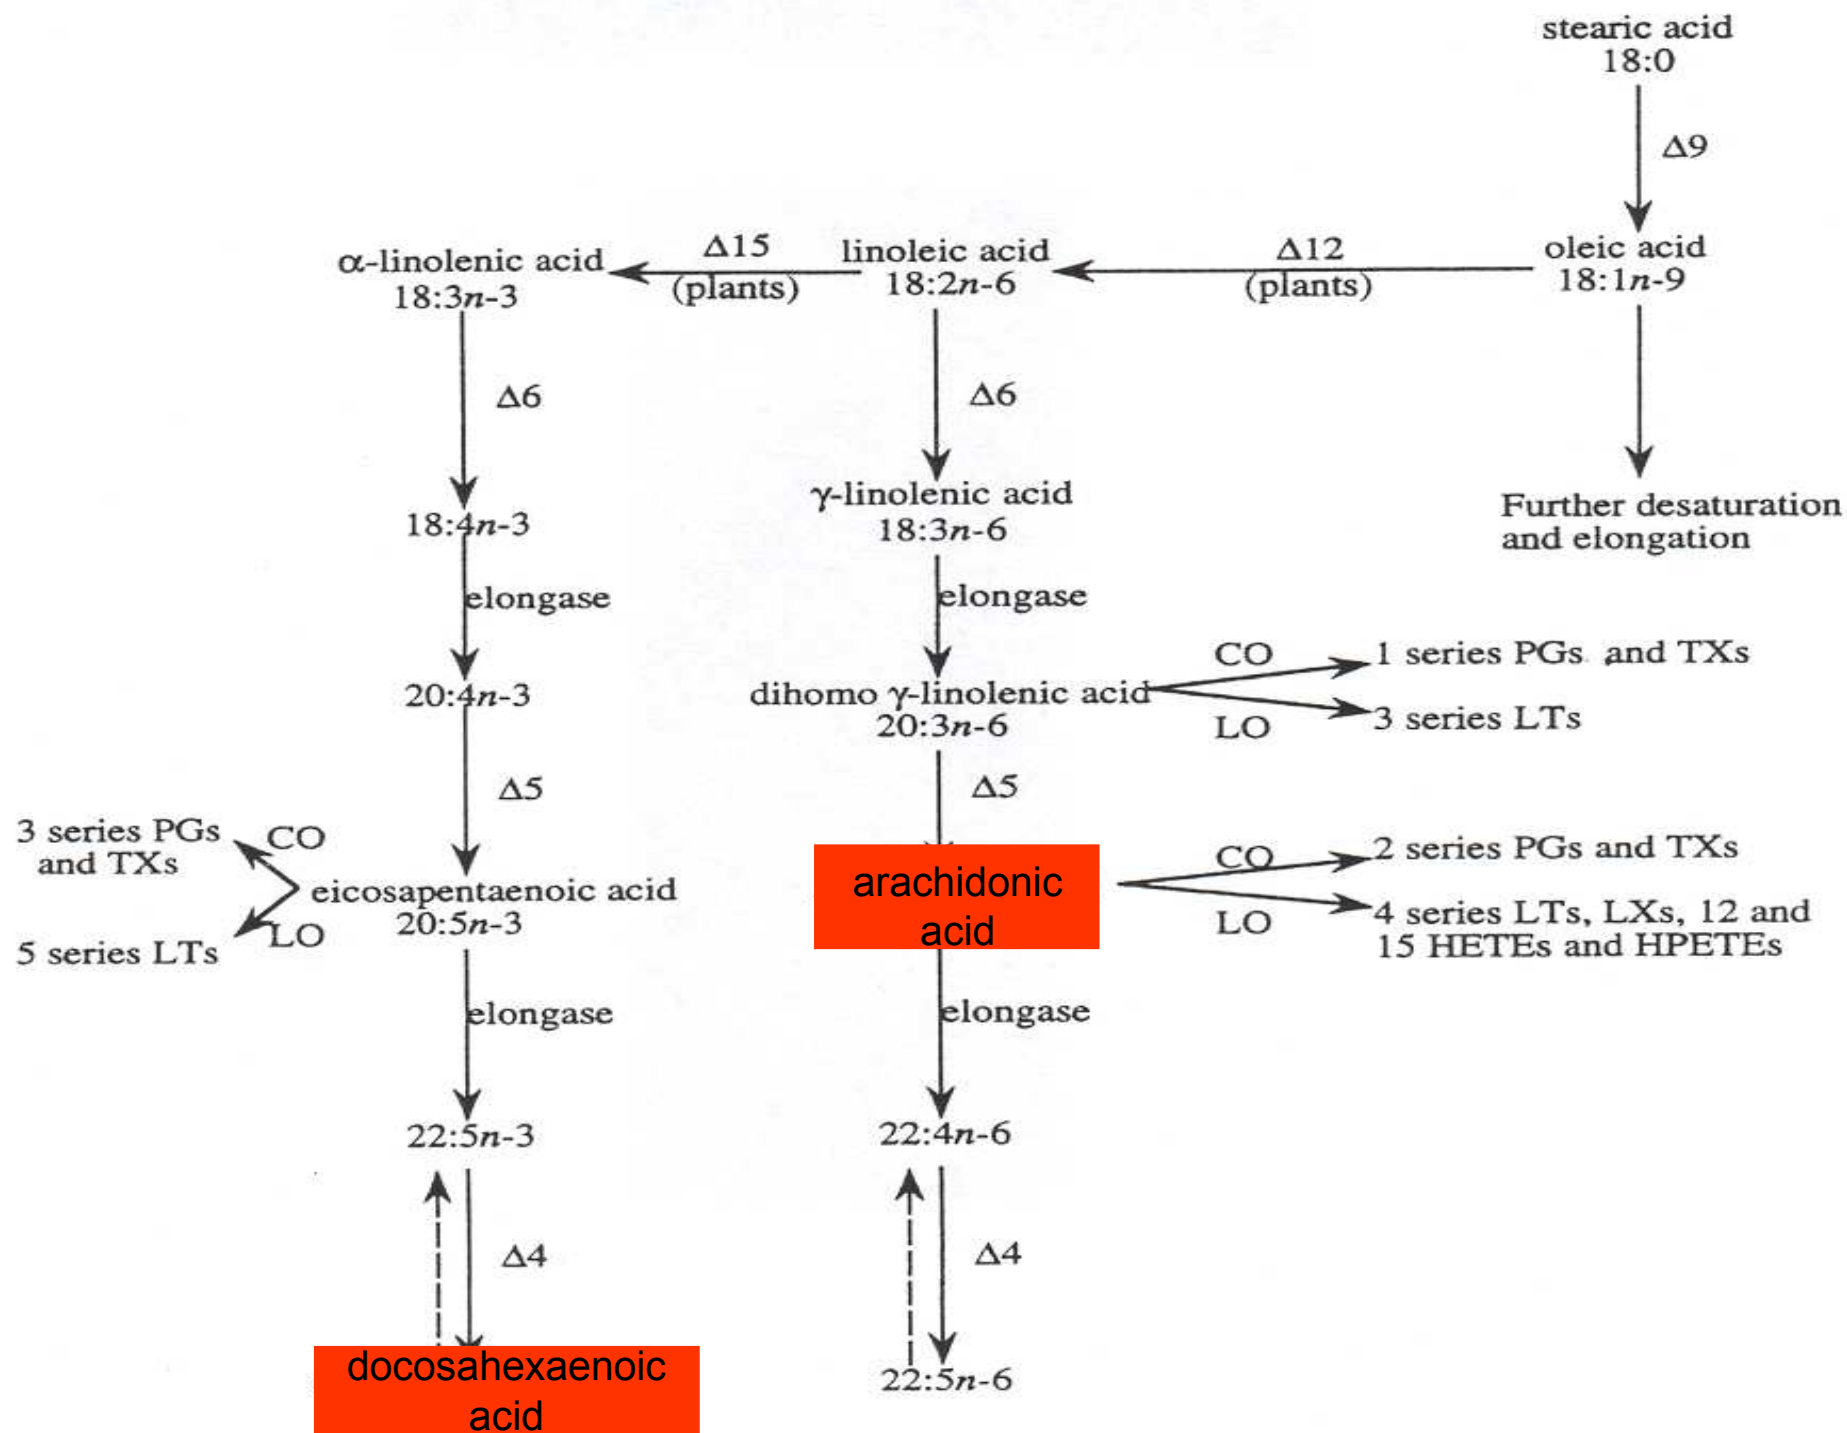 stearic acid
18:0
Δ9
α-linolenic acid
18:3n-3
Δ15
(plants)
linoleic acid
18:2n-6
Δ12
(plants)
oleic acid
18:1n-9
Δ6
Δ6
18:4n-3
γ-linolenic acid
18:3n-6
Further desaturation
and elongation
elongase
elongase
20:4n-3
dihomo γ-linolenic acid
20:3n-6
CO
1 series PGs and TXs
LO
3 series LTs
Δ5
Δ5
3 series PGs
and TXs
CO
LO
5 series LTs
eicosapentaenoic acid
20:5n-3
arachidonic
acid
CO
2 series PGs and TXs
LO
4 series LTs, LXs, 12 and
15 HETEs and HPETEs
elongase
elongase
22:5n-3
22:4n-6
Δ4
Δ4
docosahexaenoic
acid
22:5n-6